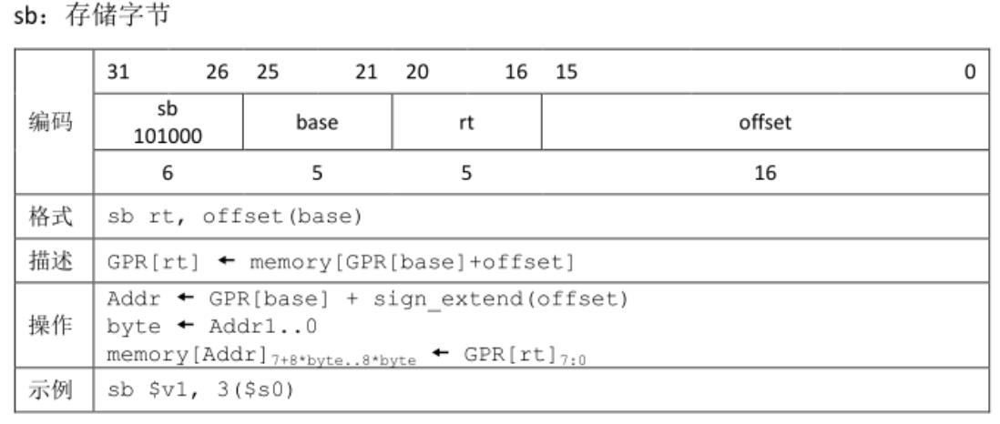 sb：存储字节
31 26 25 21 20 16 15 0
编码 sb 101000 base rt offset
6 5 5 16
格式 sb rt, offset(base)
描述 GPR[rt] ← memory[GPR[base]+offset]
操作 Addr ← GPR[base] + sign_extend(offset)
byte ← Addr1..0
memory[Addr]7+8*byte..8*byte ← GPR[rt]7:0
示例 sb $v1, 3($s0)